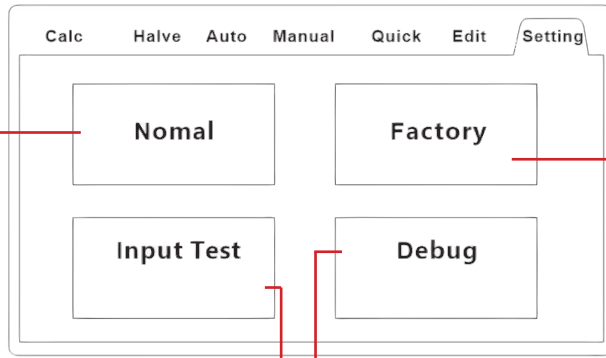 Calc Halve Auto Manual Quick Edit Setting
Nomal Factory
Input Test Debug